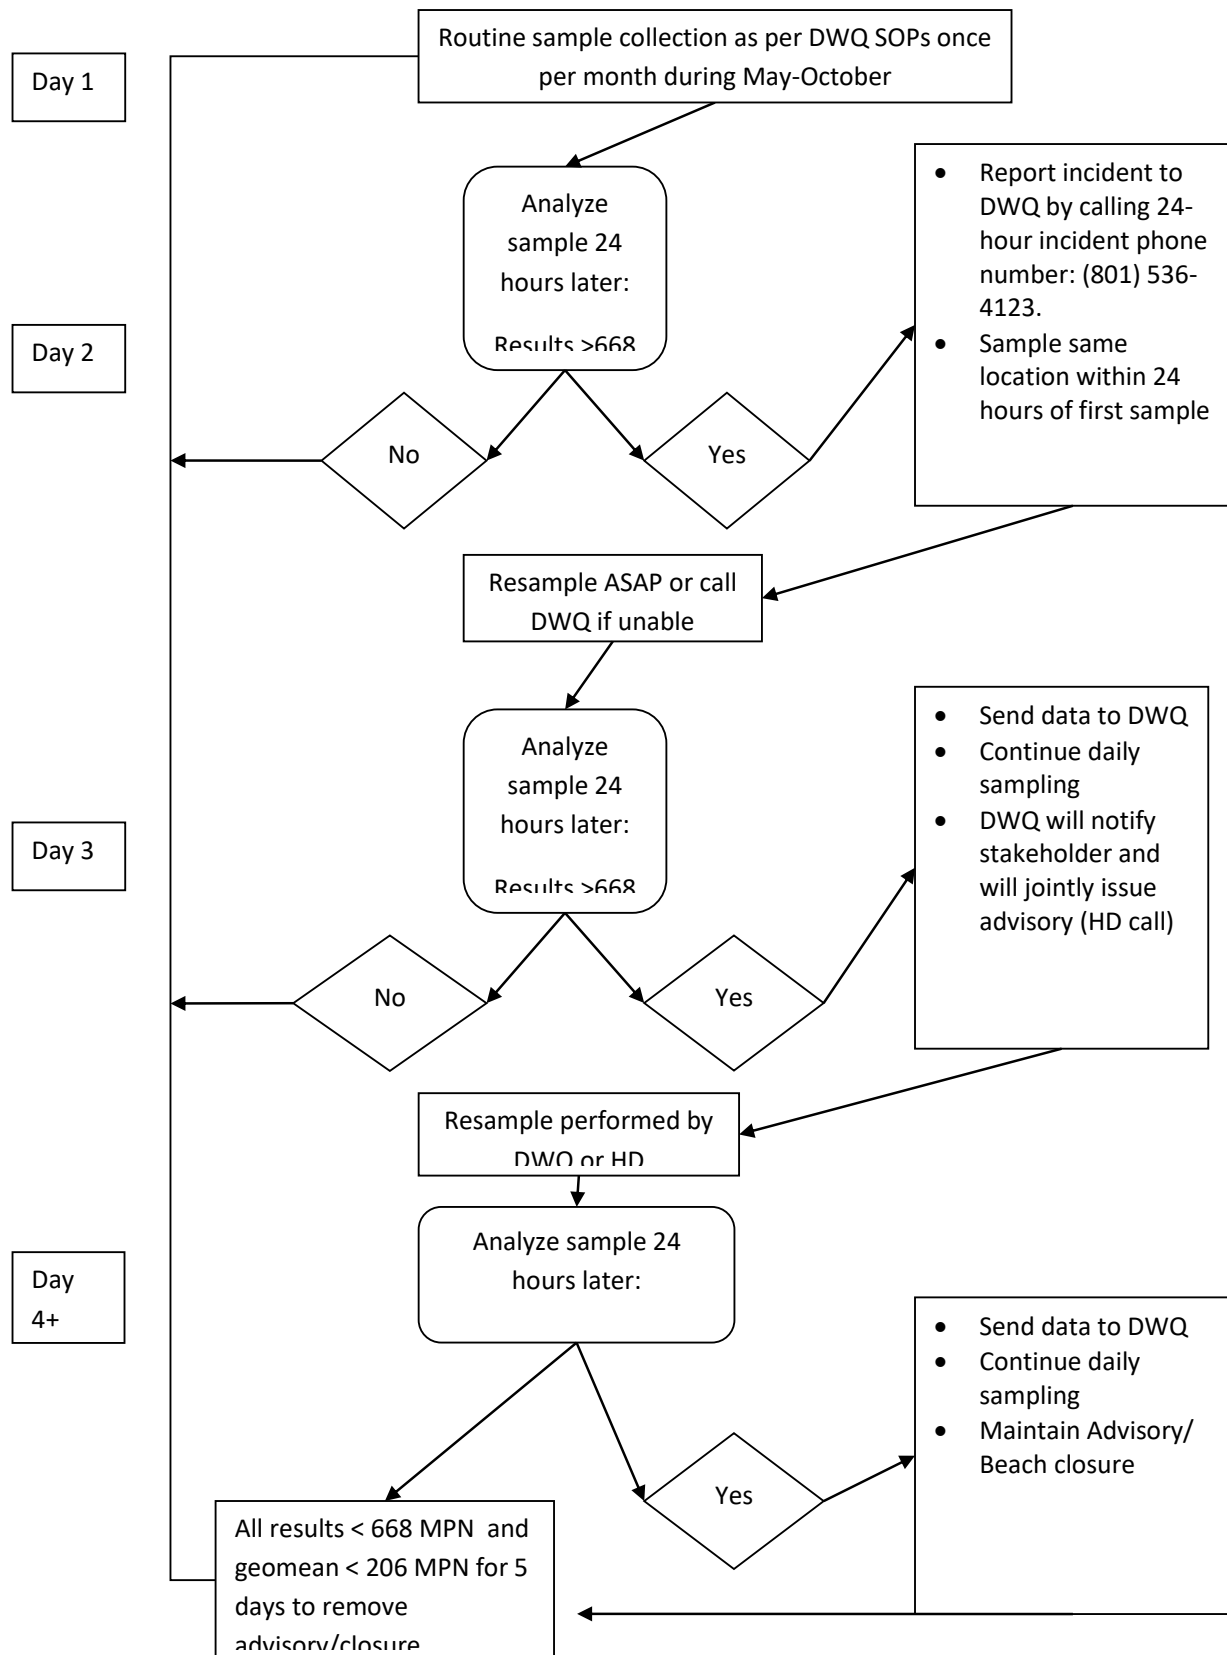 Routine sample collection as per DWQ SOPs once
per month during May-October
Day 1
Analyze
sample 24
hours later:
Results >668
• Report incident to
DWQ by calling 24-
hour incident phone
number: (801) 536-
4123.
• Sample same
location within 24
hours of first sample
Day 2
No
Yes
Resample ASAP or call
DWQ if unable
Analyze
sample 24
hours later:
Results >668
• Send data to DWQ
• Continue daily
sampling
• DWQ will notify
stakeholder and
will jointly issue
advisory (HD call)
Day 3
No
Yes
Resample performed by
DWQ or HD
Analyze sample 24
hours later:
Day
4+
• Send data to DWQ
• Continue daily
sampling
• Maintain Advisory/
Beach closure
Yes
All results < 668 MPN and
geomean < 206 MPN for 5
days to remove
advisory/closure